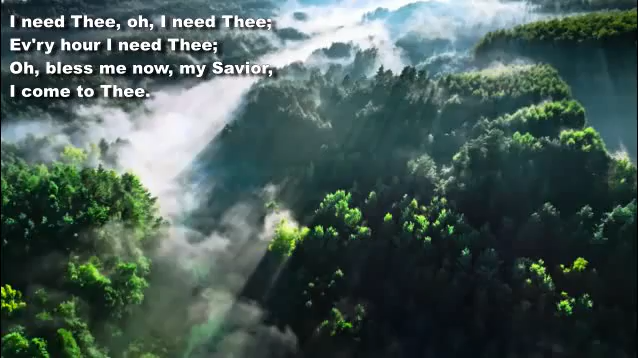 I need Thee, oh, I need Thee;
Ev'ry hour I need Thee;
Oh, bless me now, my Savior,
I come to Thee.